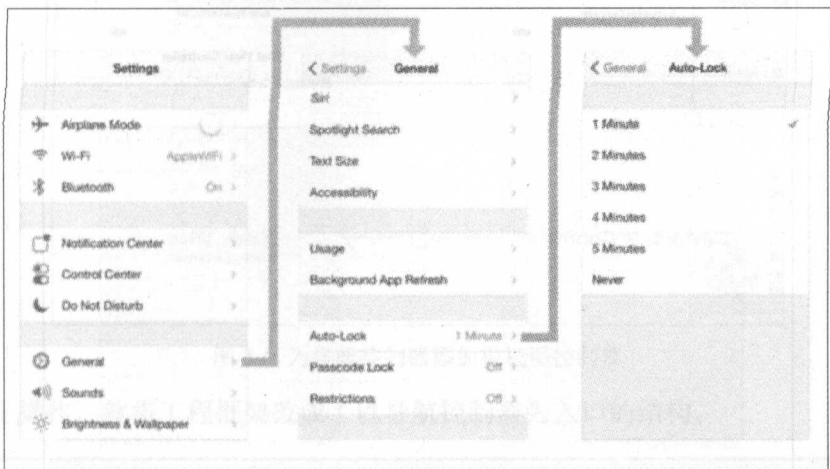 Settings
Airplane Mode
Wi-Fi AppleWiFi
Bluetooth On
Notification Center
Control Center
Do Not Disturb
General
Sounds
Brightness & Wallpaper
Settings General
Siri
Spotlight Search
Text Size
Accessibility
Usage
Background App Refresh
Auto-Lock 1 Minute
Passcode Lock Off
Restrictions Off
General Auto-Lock
1 Minute
2 Minutes
3 Minutes
4 Minutes
5 Minutes
Never